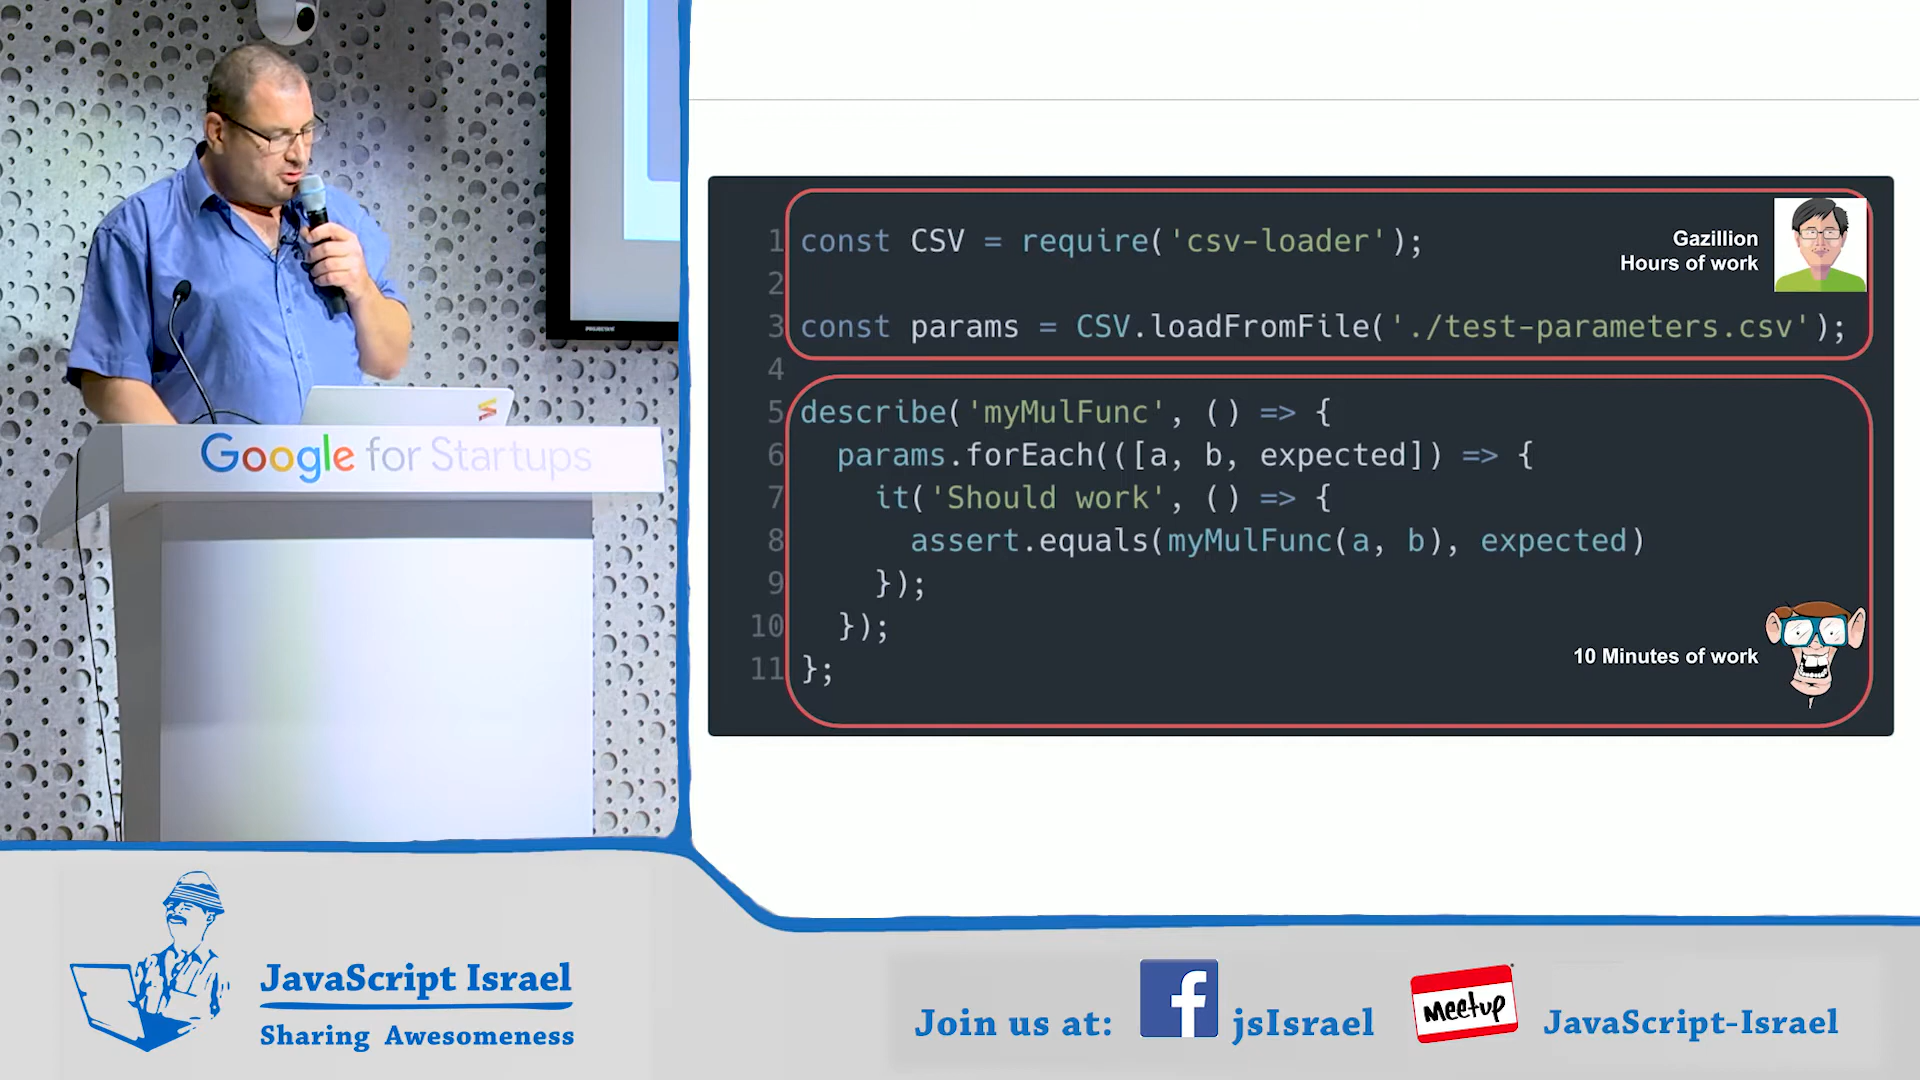 Google for Startups
1 const CSV = require('csv-loader');
2
3 const params = CSV.loadFromFile('./test-parameters.csv');
4
5 describe('myMulFunc', () => {
6   params.forEach(([a, b, expected]) => {
7     it('Should work', () => {
8       assert.equals(myMulFunc(a, b), expected)
9     });
10   });
11 };
Gazillion
Hours of work
10 Minutes of work
JavaScript Israel
Sharing Awesomeness
Join us at:
jsIsrael
Meetup
JavaScript-Israel